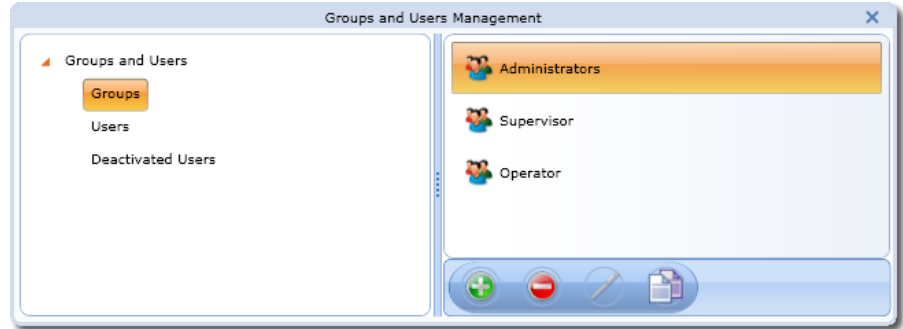 Groups and Users Management
Groups and Users
Groups
Users
Deactivated Users
Administrators
Supervisor
Operator